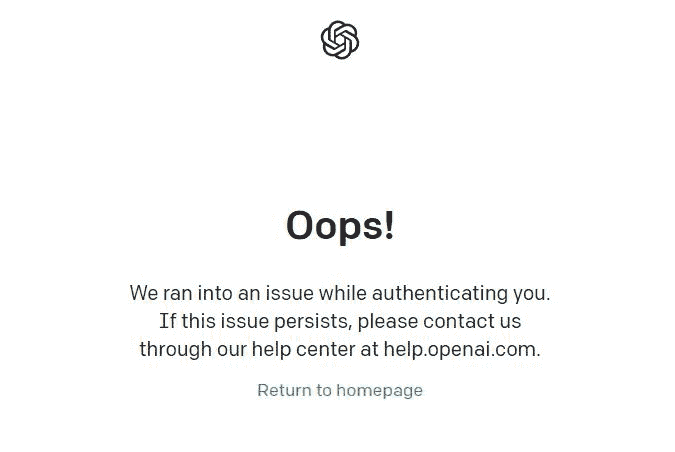 Oops!
We ran into an issue while authenticating you.
If this issue persists, please contact us
through our help center at help.openai.com.
Return to homepage